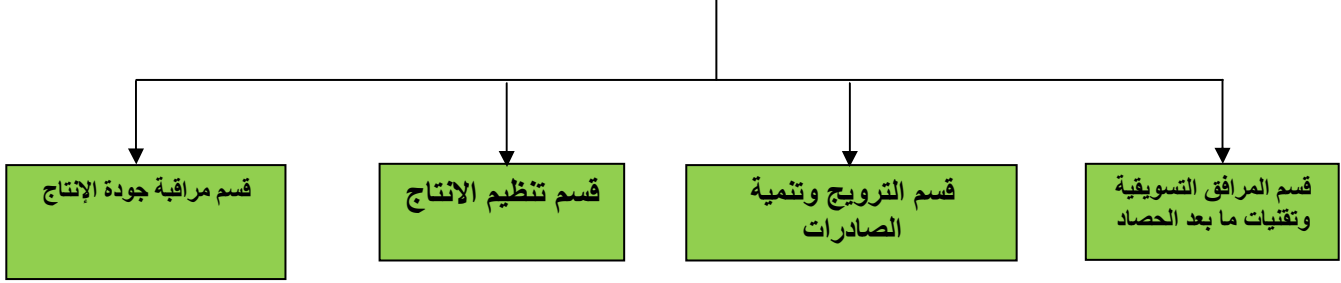 قسم المرافق التسويقية
وتقنيات ما بعد الحصاد
قسم الترويج وتنمية
الصادرات
قسم تنظيم الانتاج
قسم مراقبة جودة الإنتاج